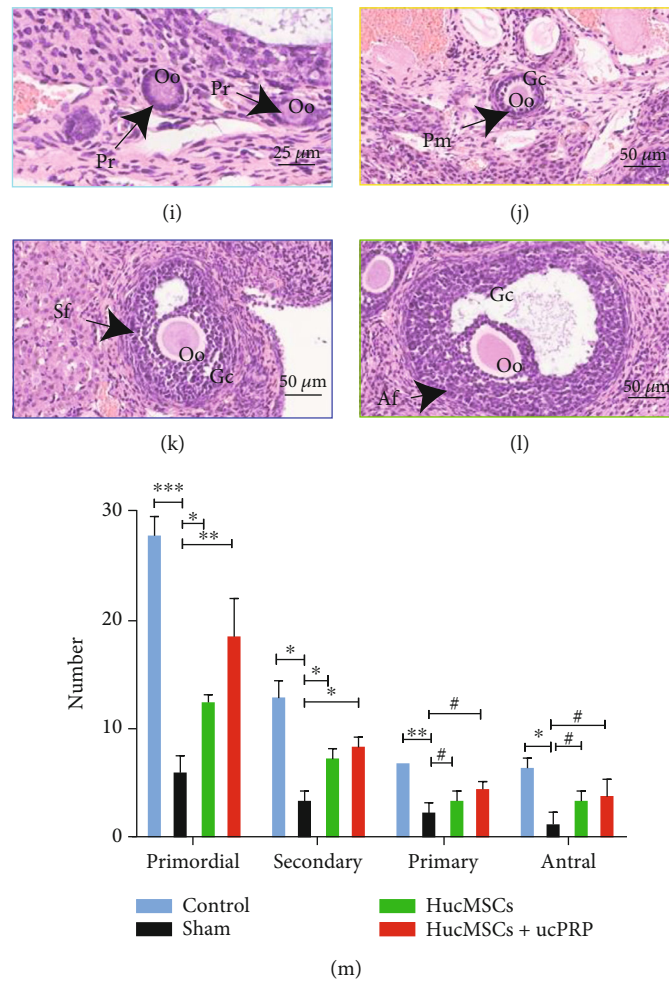 Oo
Pr
Oo
Pr
25 μm
(i)
Gc
Oo
Pm
50 μm
(j)
Sf
Oo
Gc
50 μm
(k)
Gc
Oo
Af
50 μm
(l)
Number
30
20
10
0
***
*
**
*
*
*
**
#
#
*
#
#
Primordial
Secondary
Primary
Antral
Control
Sham
HucMSCs
HucMSCs + ucPRP
(m)